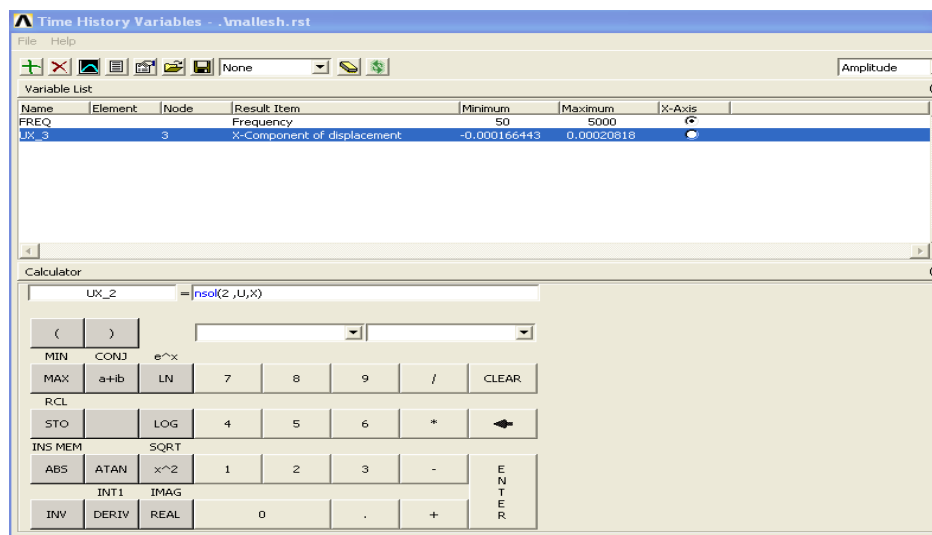 Time History Variables - .\mallesh.rst
File Help
None Amplitude
Variable List
Name Element Node Result Item Minimum Maximum X-Axis
FREQ Frequency 50 5000
UX_3 3 X-Component of displacement -0.000166443 0.00020818
Calculator
UX_2 = nsol(2 ,U,X)
( )
MIN CONJ e^x
MAX a+ib LN 7 8 9 / CLEAR
RCL
STO LOG 4 5 6 *
INS MEM SQRT
ABS ATAN x^2 1 2 3 - ENTER
INT1 IMAG
INV DERIV REAL 0 . +